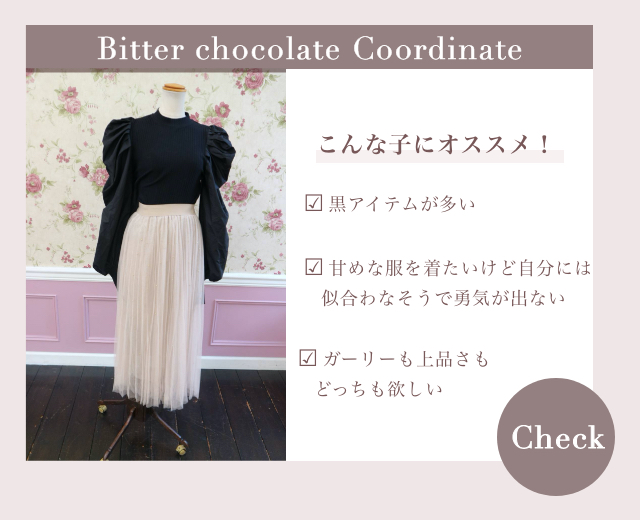 Bitter chocolate Coordinate
こんな子にオススメ！
☑ 黒アイテムが多い
☑ 甘めな服を着たいけど自分には
似合わなそうで勇気が出ない
☑ ガーリーも上品さも
どっちも欲しい
Check